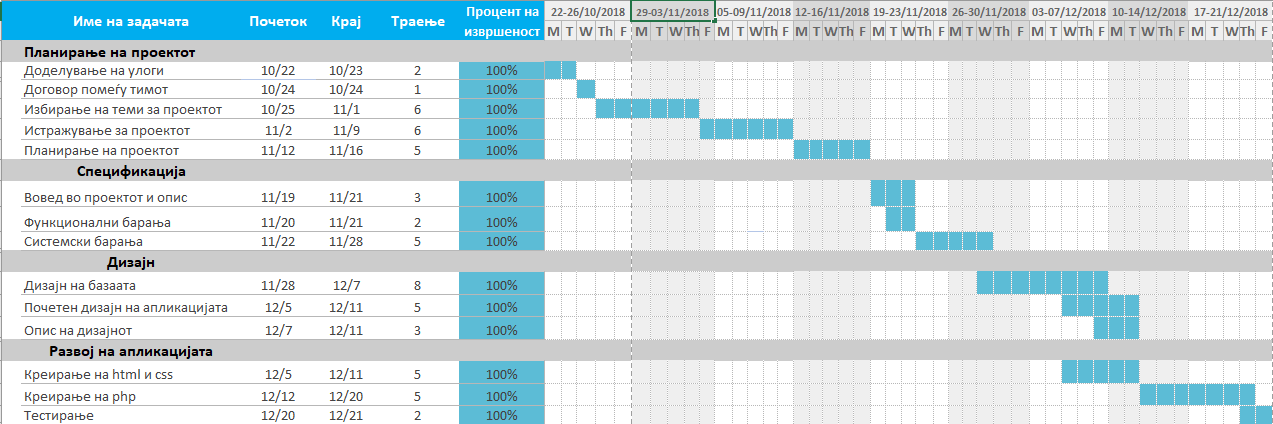 Име на задачата Почеток Крај Траење Процент на извршеност 22-26/10/2018 29-03/11/2018 05-09/11/2018 12-16/11/2018 19-23/11/2018 26-30/11/2018 03-07/12/2018 10-14/12/2018 17-21/12/2018
M T W Th F M T W Th F M T W Th F M T W Th F M T W Th F M T W Th F M T W Th F M T W Th F M T W Th F
Планирање на проектот
Доделување на улоги 10/22 10/23 2 100%
Договор помеѓу тимот 10/24 10/24 1 100%
Избирање на теми за проектот 10/25 11/1 6 100%
Истражување за проектот 11/2 11/9 6 100%
Планирање на проектот 11/12 11/16 5 100%
Спецификација
Вовед во проектот и опис 11/19 11/21 3 100%
Функционални барања 11/20 11/21 2 100%
Системски барања 11/22 11/28 5 100%
Дизајн
Дизајн на базаата 11/28 12/7 8 100%
Почетен дизајн на апликацијата 12/5 12/11 5 100%
Опис на дизајнот 12/7 12/11 3 100%
Развој на апликацијата
Креирање на html и css 12/5 12/11 5 100%
Креирање на php 12/12 12/20 5 100%
Тестирање 12/20 12/21 2 100%